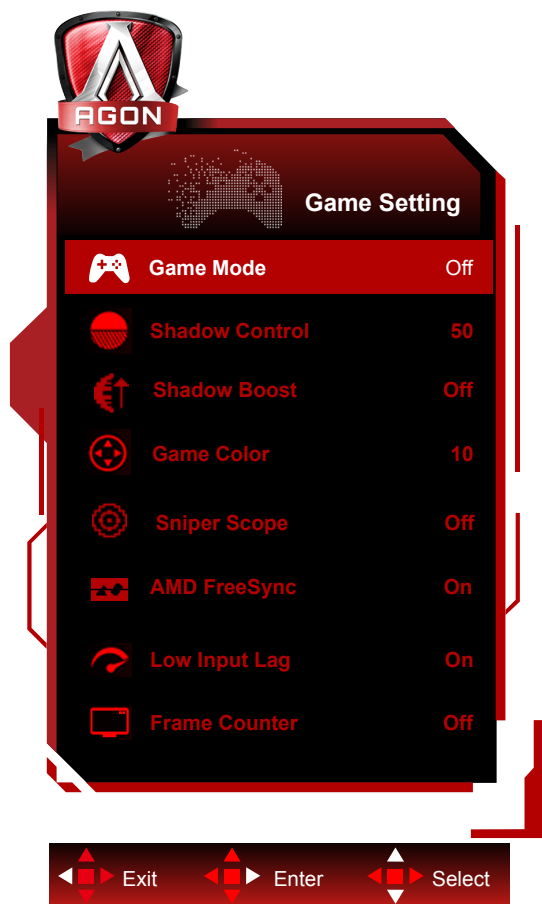 AGON
Game Setting
Game Mode Off
Shadow Control 50
Shadow Boost Off
Game Color 10
Sniper Scope Off
AMD FreeSync On
Low Input Lag On
Frame Counter Off
Exit Enter Select